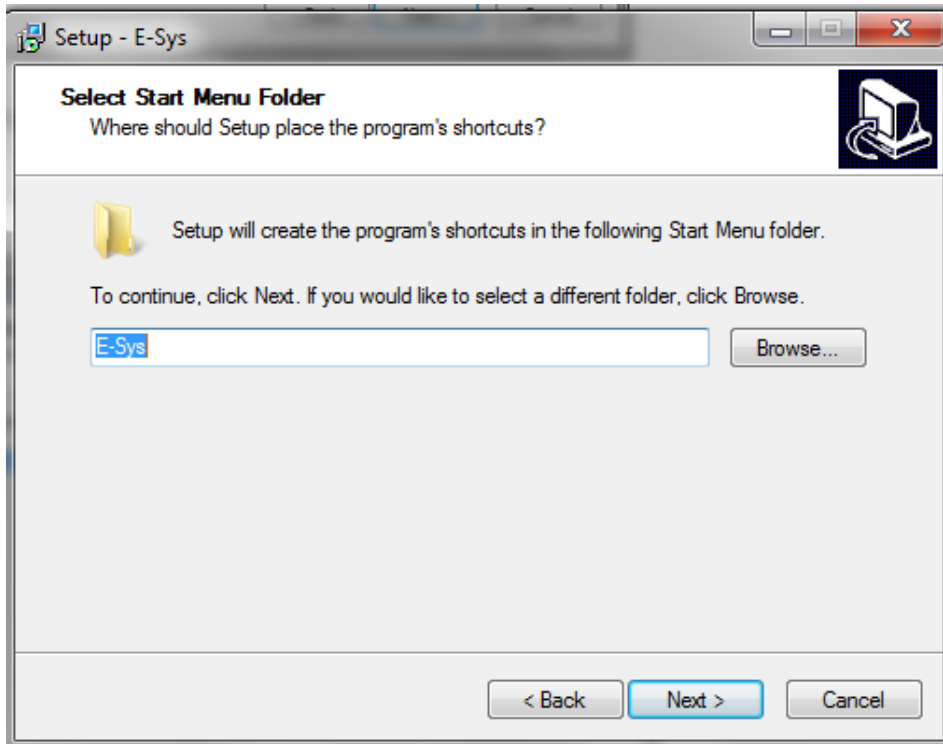 Setup - E-Sys
Select Start Menu Folder
Where should Setup place the program's shortcuts?
Setup will create the program's shortcuts in the following Start Menu folder.
To continue, click Next. If you would like to select a different folder, click Browse.
E-Sys
Browse...
< Back
Next >
Cancel